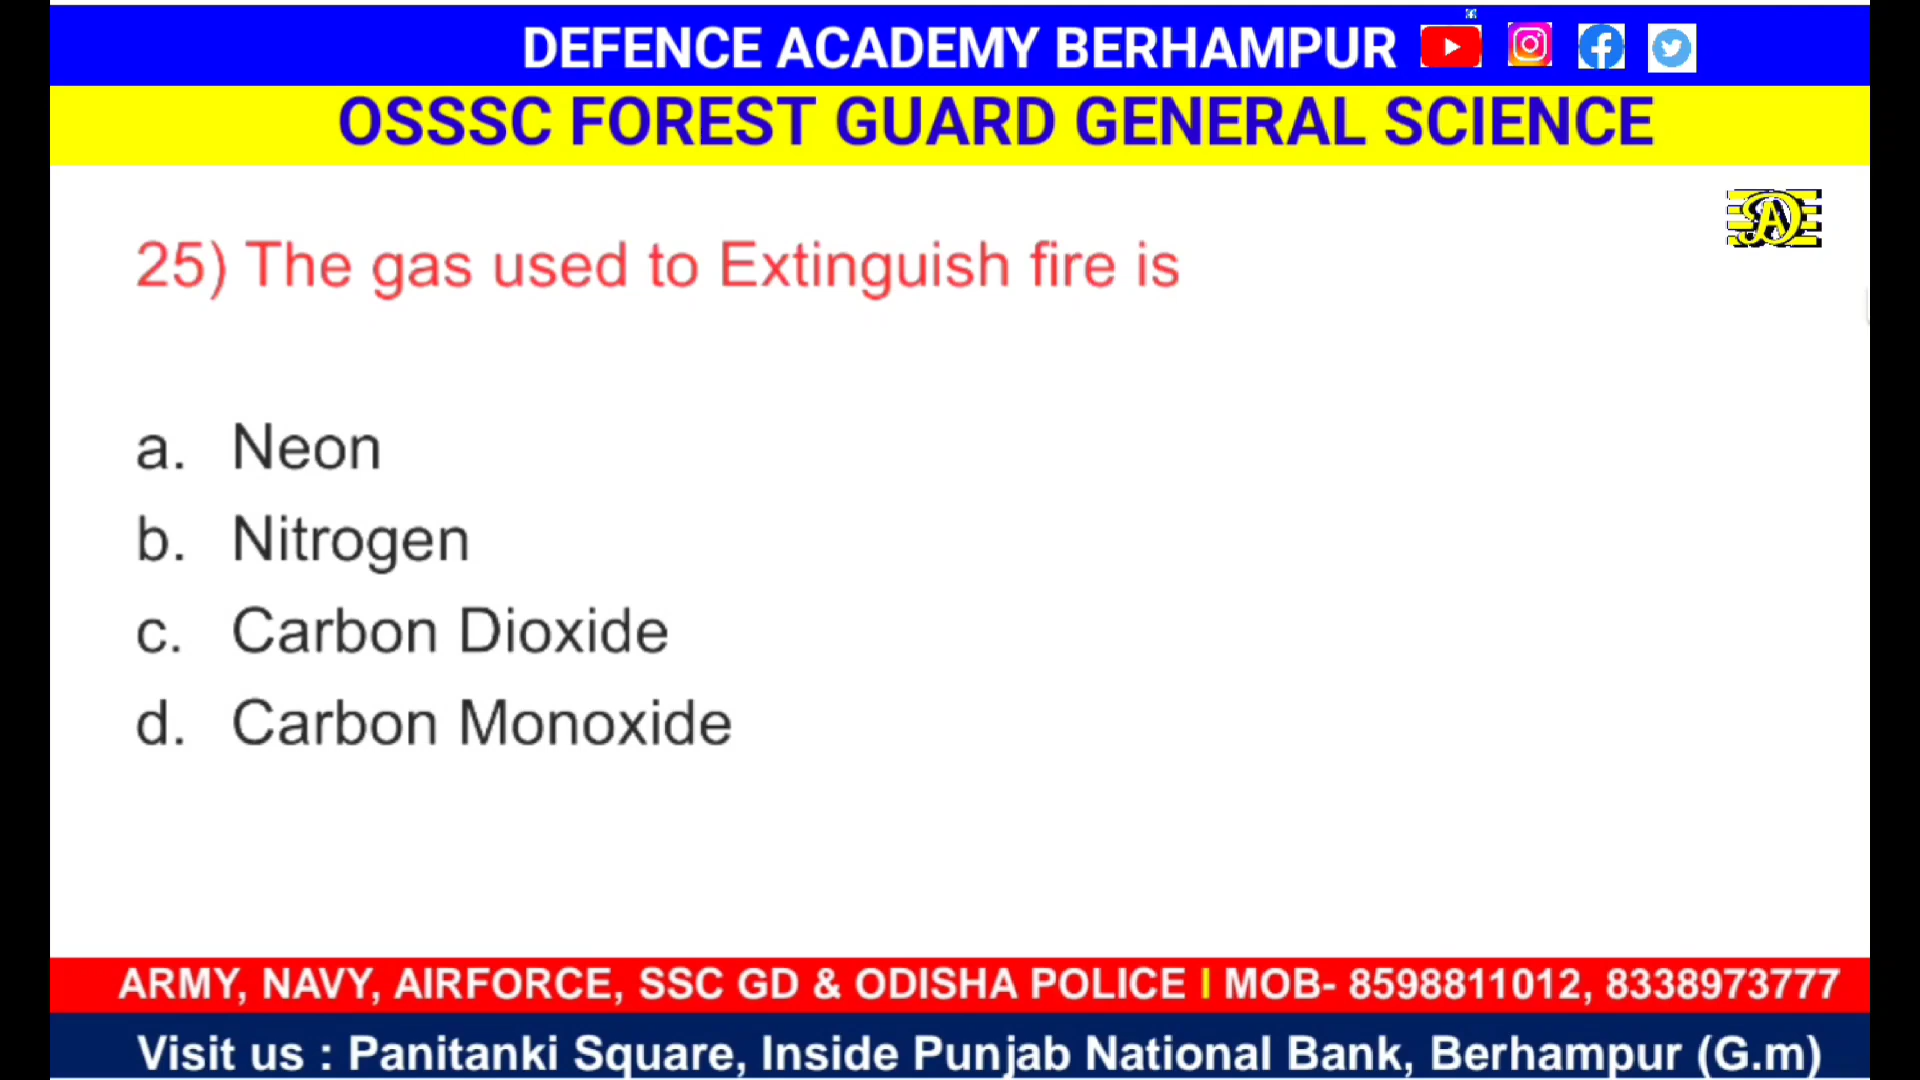 DEFENCE ACADEMY BERHAMPUR
OSSSC FOREST GUARD GENERAL SCIENCE
25) The gas used to Extinguish fire is
a. Neon
b. Nitrogen
c. Carbon Dioxide
d. Carbon Monoxide
ARMY, NAVY, AIRFORCE, SSC GD & ODISHA POLICE I MOB- 8598811012, 8338973777
Visit us : Panitanki Square, Inside Punjab National Bank, Berhampur (G.m)